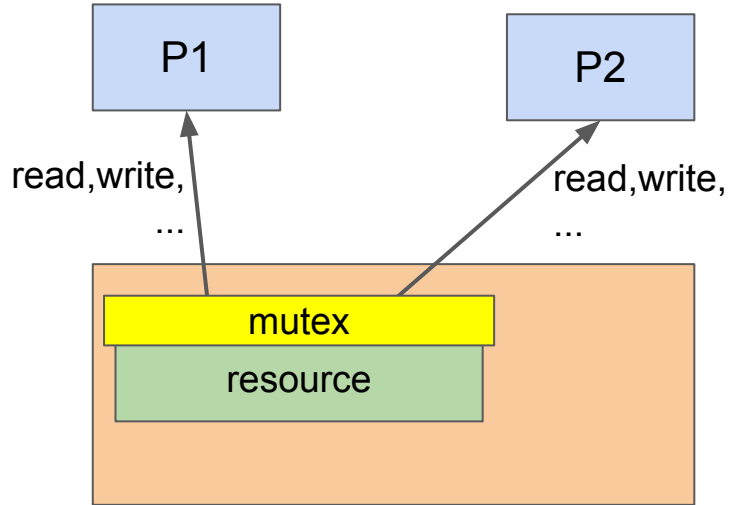 P1
P2
read,write,
...
read,write,
...
mutex
resource